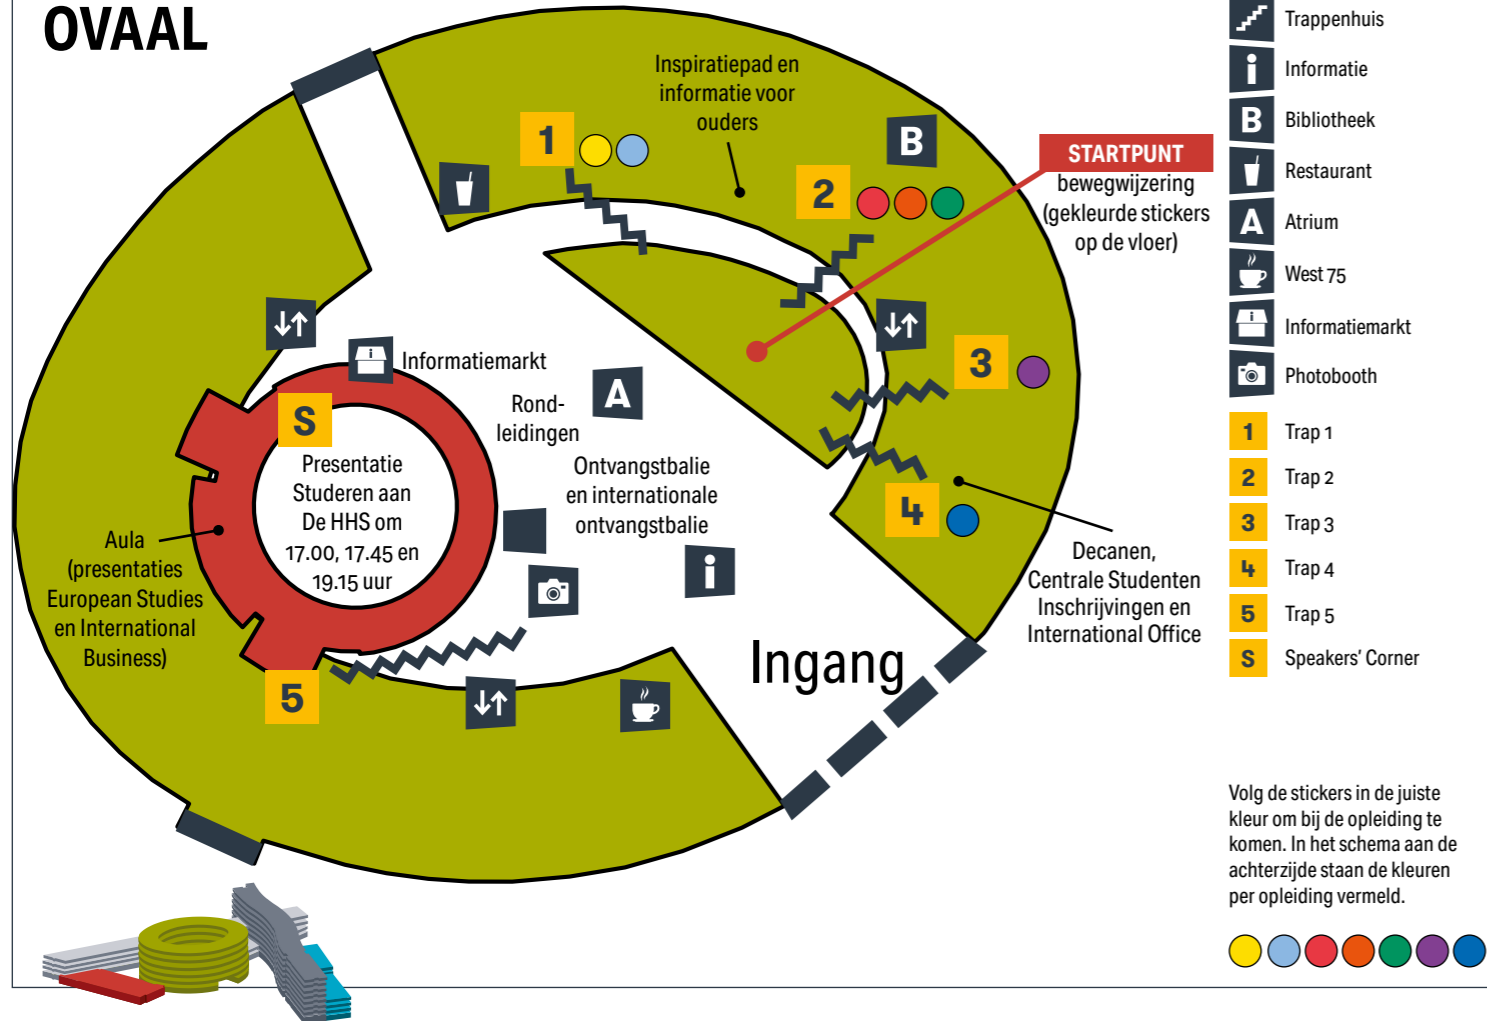 OVAAL
Inspiratiepad en
informatie voor
ouders
1
B
2
STARTPUNT
bewegwijzering
(gekleurde stickers
op de vloer)
i
Informatiemarkt
A
3
S
Rond-
leidingen
Presentatie
Studeren aan
De HHS om
17.00, 17.45 en
19.15 uur
Ontvangstbalie
en internationale
ontvangstbalie
4
Aula
(presentaties
European Studies
en International
Business)
i
Decanen,
Centrale Studenten
Inschrijvingen en
International Office
Ingang
5
Trappenhuis
i Informatie
B Bibliotheek
Restaurant
A Atrium
West 75
i Informatiemarkt
Photobooth
1 Trap 1
2 Trap 2
3 Trap 3
4 Trap 4
5 Trap 5
S Speakers' Corner
Volg de stickers in de juiste
kleur om bij de opleiding te
komen. In het schema aan de
achterzijde staan de kleuren
per opleiding vermeld.